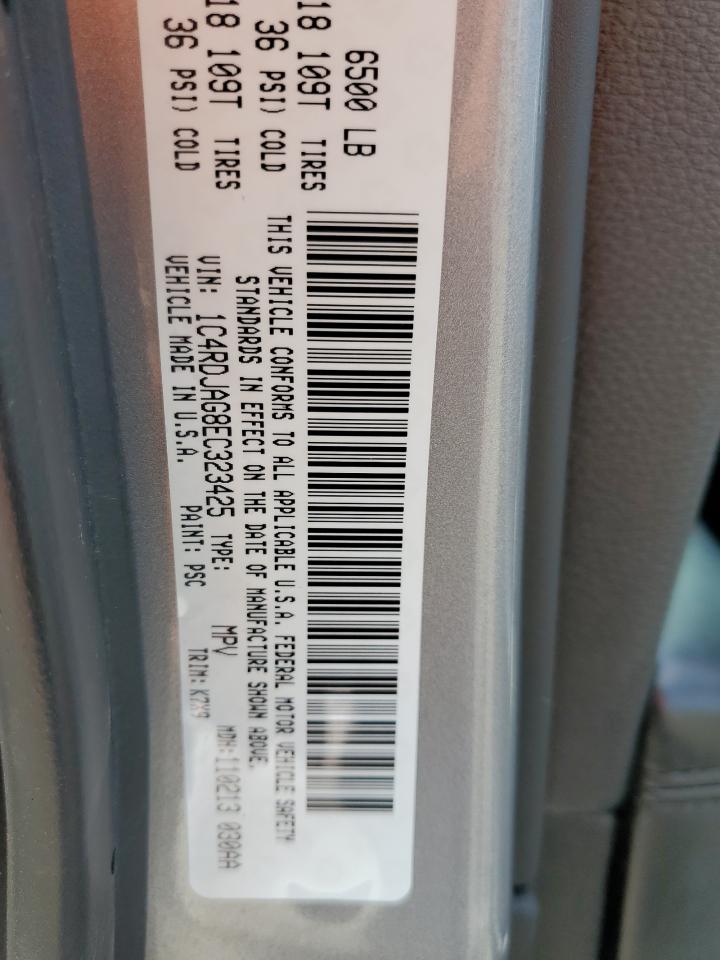 6500 LB
18 109T TIRES
36 PSI) COLD
18 109T TIRES
36 PSI) COLD
THIS VEHICLE CONFORMS TO ALL APPLICABLE U.S.A. FEDERAL MOTOR VEHICLE SAFETY
STANDARDS IN EFFECT ON THE DATE OF MANUFACTURE SHOWN ABOVE.
VIN: 1C4RDJAG8EC323425 TYPE: MPV MDH:110213 030AA
VEHICLE MADE IN U.S.A. PAINT: PSC TRIM: K7X9